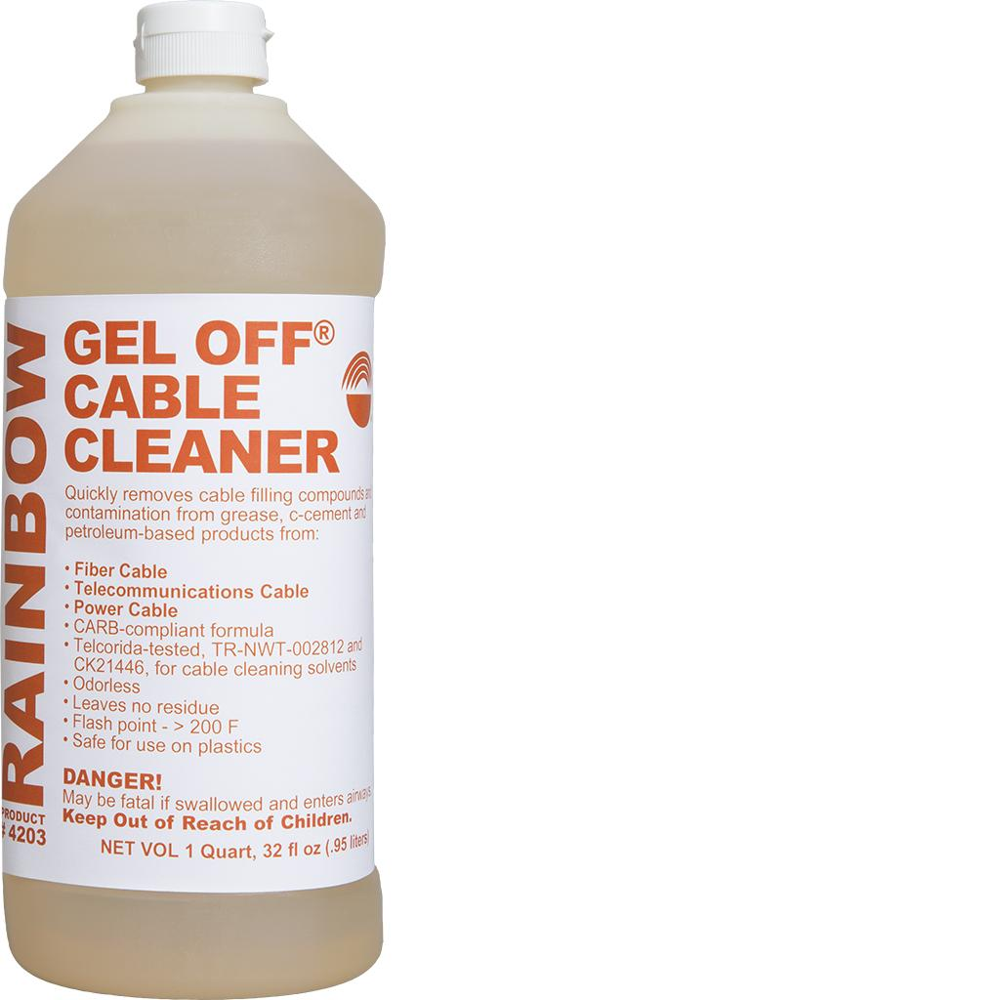 RAINBOW
GEL OFF®
CABLE
CLEANER
Quickly removes cable filling compounds
contamination from grease, c-cement and
petroleum-based products from:
• Fiber Cable
• Telecommunications Cable
• Power Cable
• CARB-compliant formula
• Telcorida-tested, TR-NWT-002812 and
CK21446, for cable cleaning solvents
• Odorless
• Leaves no residue
• Flash point - > 200 F
• Safe for use on plastics
DANGER!
May be fatal if swallowed and enters airways.
Keep Out of Reach of Children.
PRODUCT
# 4203
NET VOL 1 Quart, 32 fl oz (.95 liters)